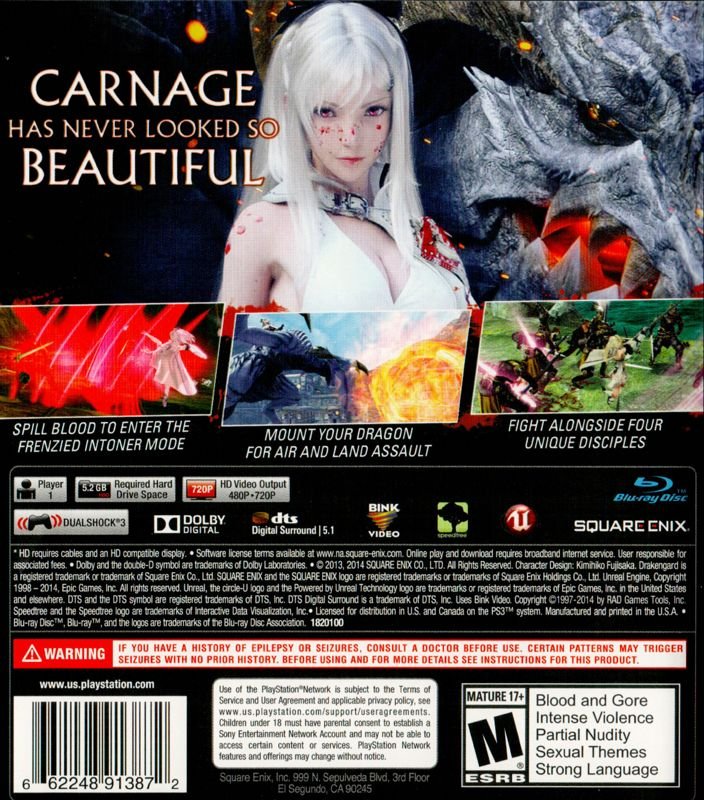 CARNAGE
HAS NEVER LOOKED SO
BEAUTIFUL
SPILL BLOOD TO ENTER THE
FRENZIED INTONER MODE
MOUNT YOUR DRAGON
FOR AIR AND LAND ASSAULT
FIGHT ALONGSIDE FOUR
UNIQUE DISCIPLES
Player
1
5.2 GB
Required Hard
Drive Space
720P
HD Video Output
480P•720P
Blu-ray Disc™
DUALSHOCK®3
DOLBY
DIGITAL
dts
Digital Surround | 5.1
BINK
VIDEO
speedtree
SQUARE ENIX.
* HD requires cables and an HD compatible display. • Software license terms available at www.na.square-enix.com. Online play and download requires broadband internet service. User responsible for
associated fees. • Dolby and the double-D symbol are trademarks of Dolby Laboratories. • © 2013, 2014 SQUARE ENIX CO., LTD. All Rights Reserved. Character Design: Kimihiko Fujisaka. Drakengard is
a registered trademark or trademark of Square Enix Co., Ltd. SQUARE ENIX and the SQUARE ENIX logo are registered trademarks or trademarks of Square Enix Holdings Co., Ltd. Unreal Engine, Copyright
1998 – 2014, Epic Games, Inc. All rights reserved. Unreal, the circle-U logo and the Powered by Unreal Technology logo are trademarks or registered trademarks of Epic Games, Inc. in the United States
and elsewhere. DTS and the DTS symbol are registered trademarks of DTS, Inc. DTS Digital Surround is a trademark of DTS, Inc. Uses Bink Video. Copyright ©1997-2014 by RAD Games Tools, Inc.
Speedtree and the Speedtree logo are trademarks of Interactive Data Visualization, Inc. • Licensed for distribution in U.S. and Canada on the PS3™ system. Manufactured and printed in the U.S.A. •
Blu-ray Disc™, Blu-ray™, and the logos are trademarks of the Blu-ray Disc Association. 1820100
WARNING
IF YOU HAVE A HISTORY OF EPILEPSY OR SEIZURES, CONSULT A DOCTOR BEFORE USE. CERTAIN PATTERNS MAY TRIGGER
SEIZURES WITH NO PRIOR HISTORY. BEFORE USING AND FOR MORE DETAILS SEE INSTRUCTIONS FOR THIS PRODUCT.
www.us.playstation.com
6 62248 91387 2
Use of the PlayStation®Network is subject to the Terms of
Service and User Agreement and applicable privacy policy, see
www.us.playstation.com/support/useragreements.
Children under 18 must have parental consent to establish a
Sony Entertainment Network Account and may not be able to
access certain content or services. PlayStation Network
features and offerings may change without notice.
Square Enix, Inc. 999 N. Sepulveda Blvd, 3rd Floor
El Segundo, CA 90245
MATURE 17+
M
®
ESRB
Blood and Gore
Intense Violence
Partial Nudity
Sexual Themes
Strong Language